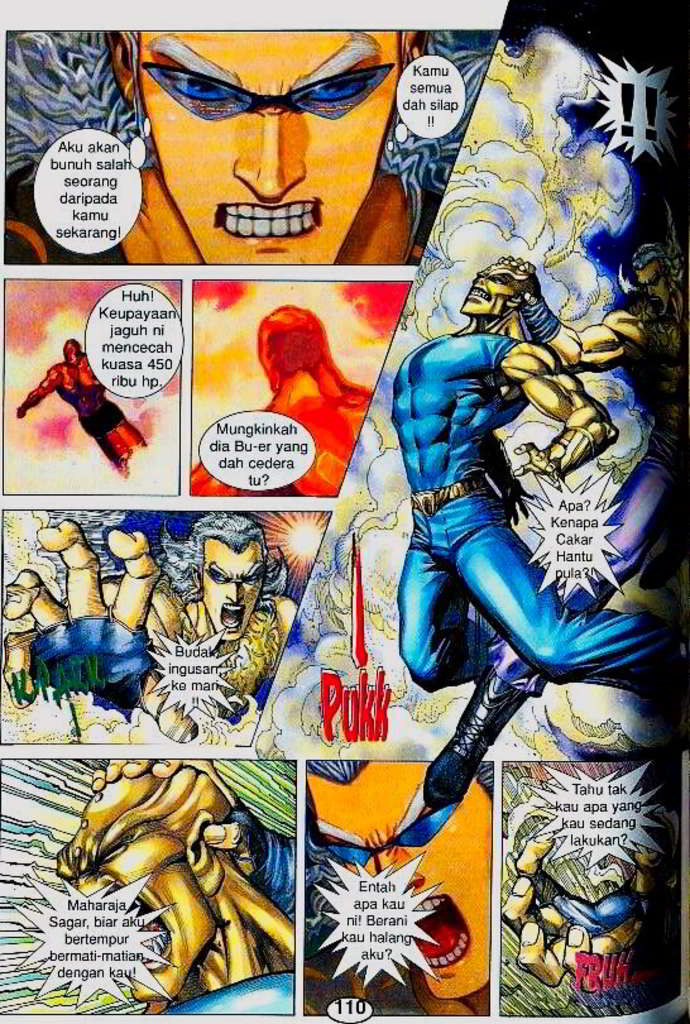 Kamu
semua
dah silap
!!
Aku akan
bunuh salah
seorang
daripada
kamu
sekarang!
!!
Huh!
Keupayaan
jaguh ni
mencecah
kuasa 450
ribu hp.
Mungkinkah
dia Bu-er yang
dah cedera
tu?
Apa?
Kenapa
Cakar
Hantu
pula?!
Budak
ingusan
ke mari
!!
Pukk
Maharaja
Sagar, biar aku
bertempur
bermati-matian
dengan kau!
Entah
apa kau
ni! Berani
kau halang
aku?
Tahu tak
kau apa yang
kau sedang
lakukan?
110